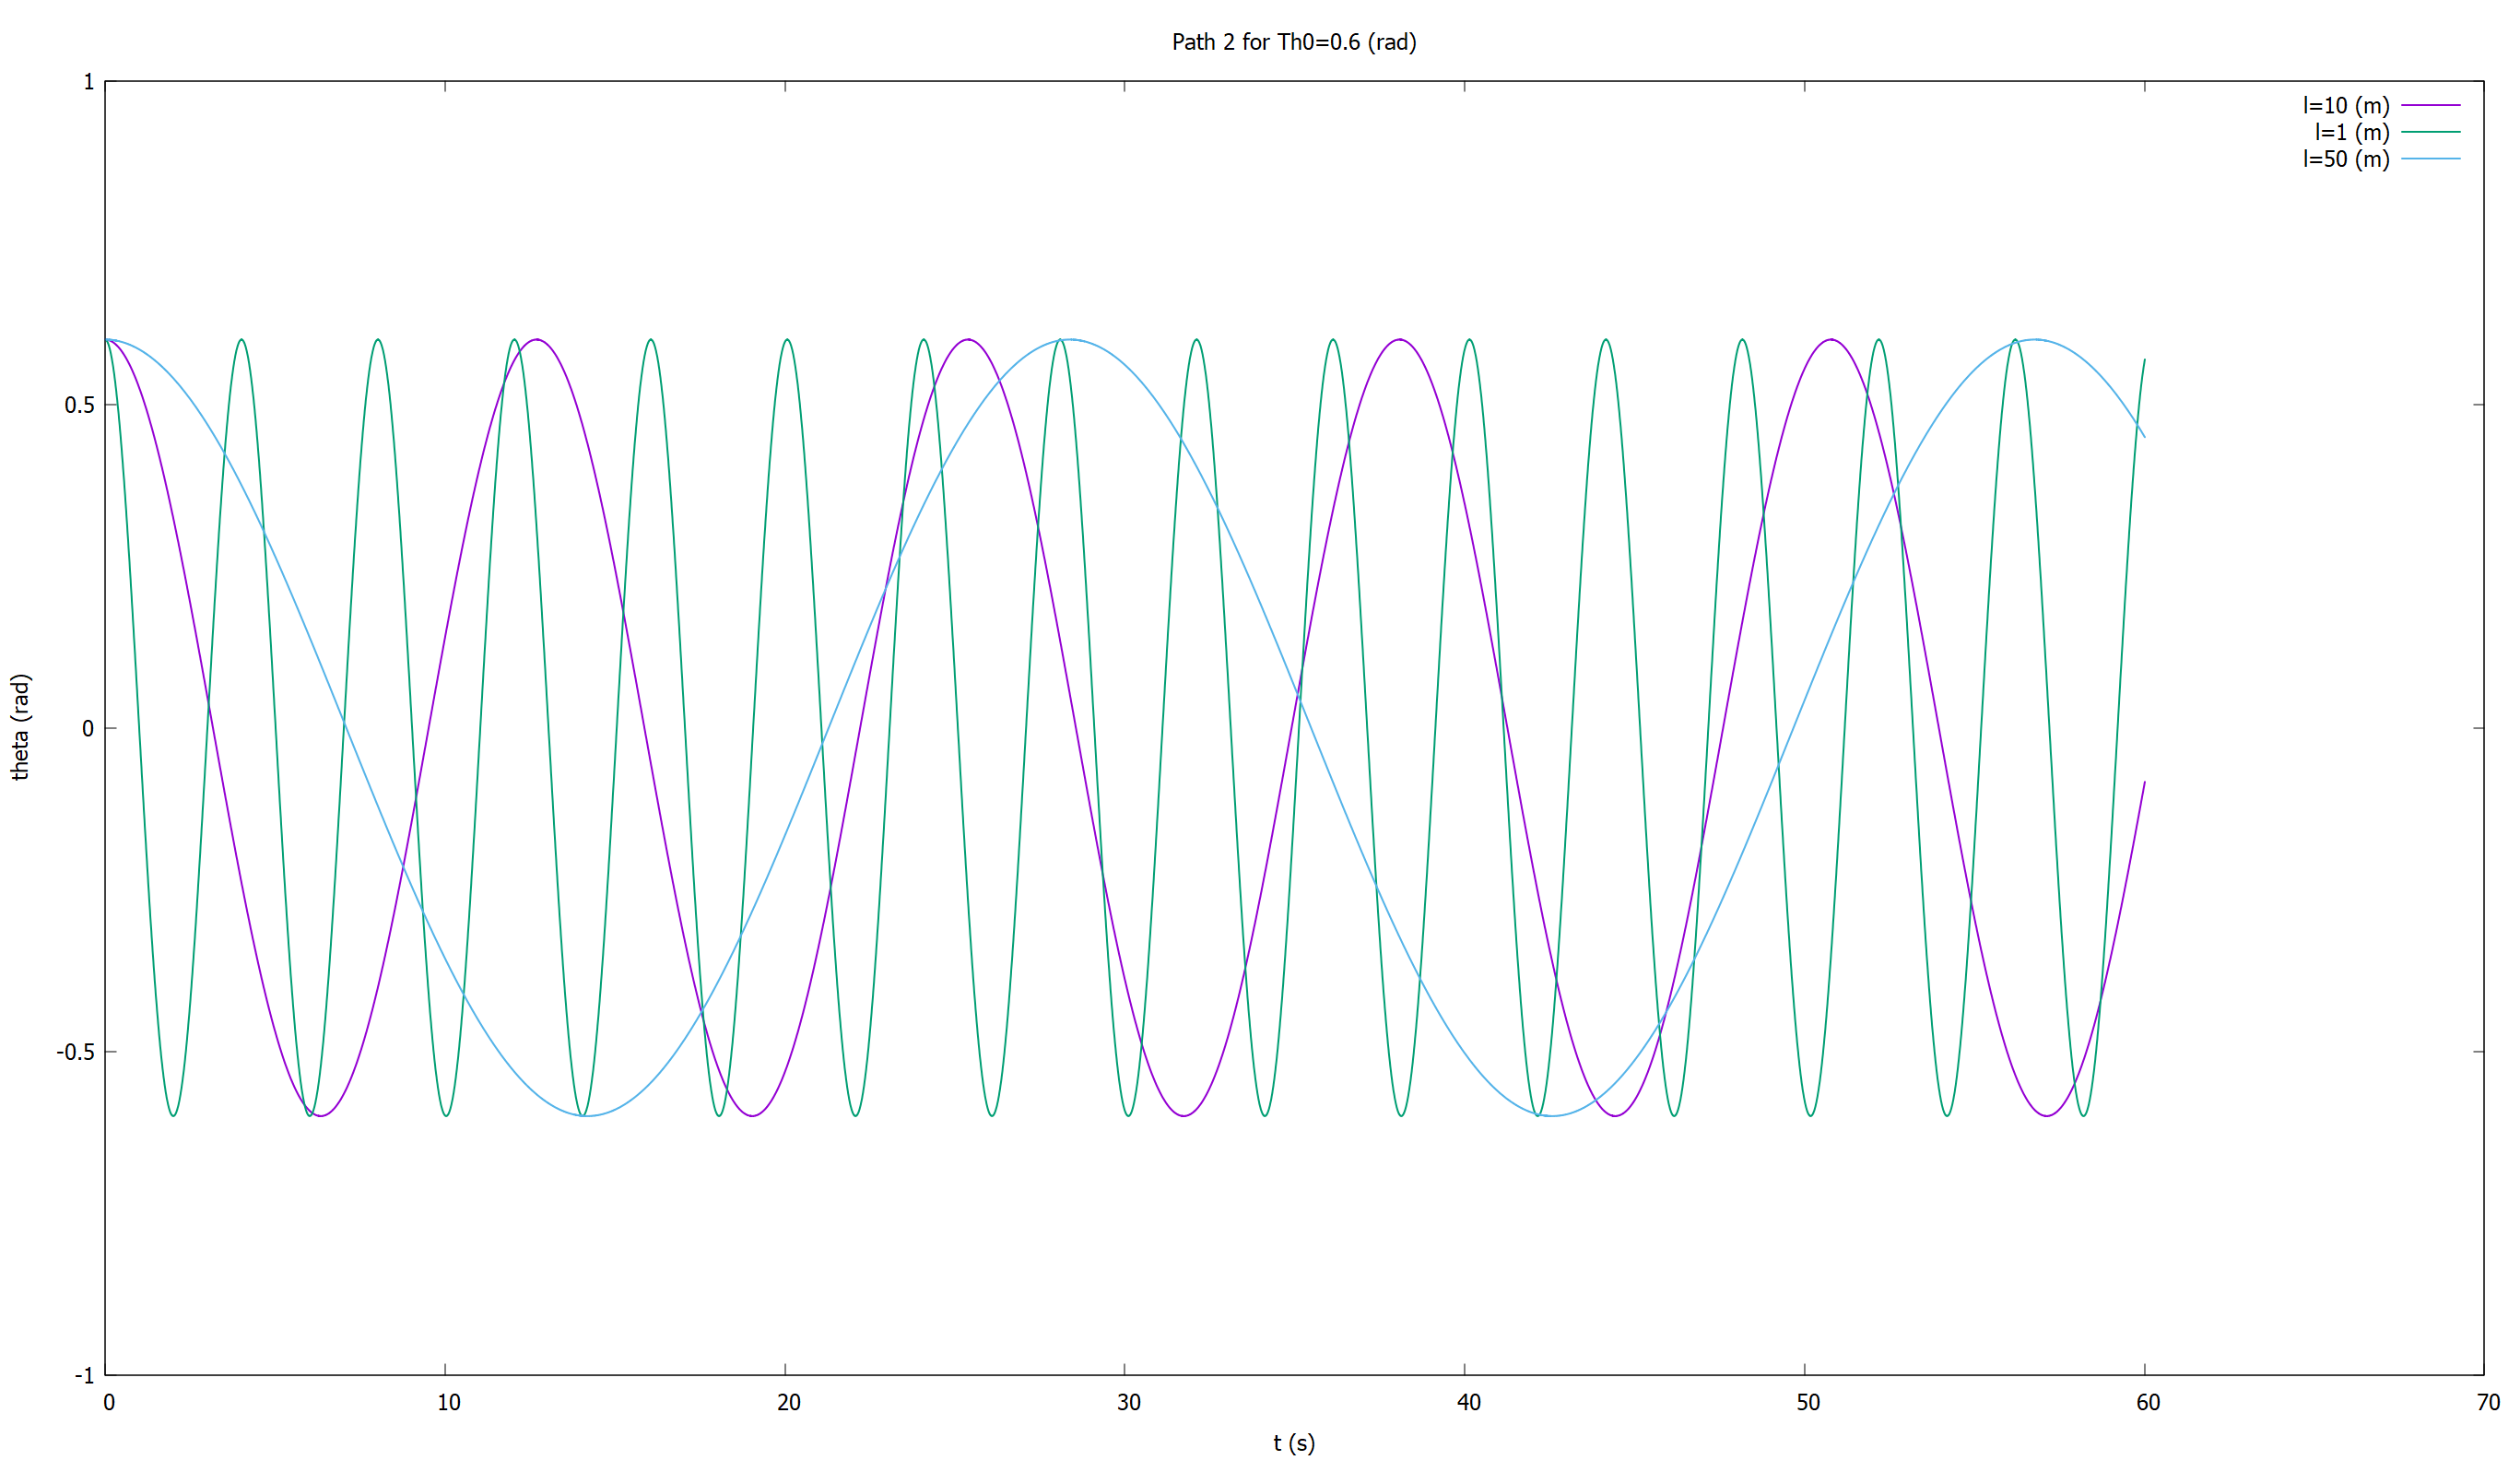 Path 2 for Th0=0.6 (rad)
l=10 (m)
l=1 (m)
l=50 (m)
1
0.5
0
-0.5
-1
theta (rad)
0 10 20 30 40 50 60 70
t (s)